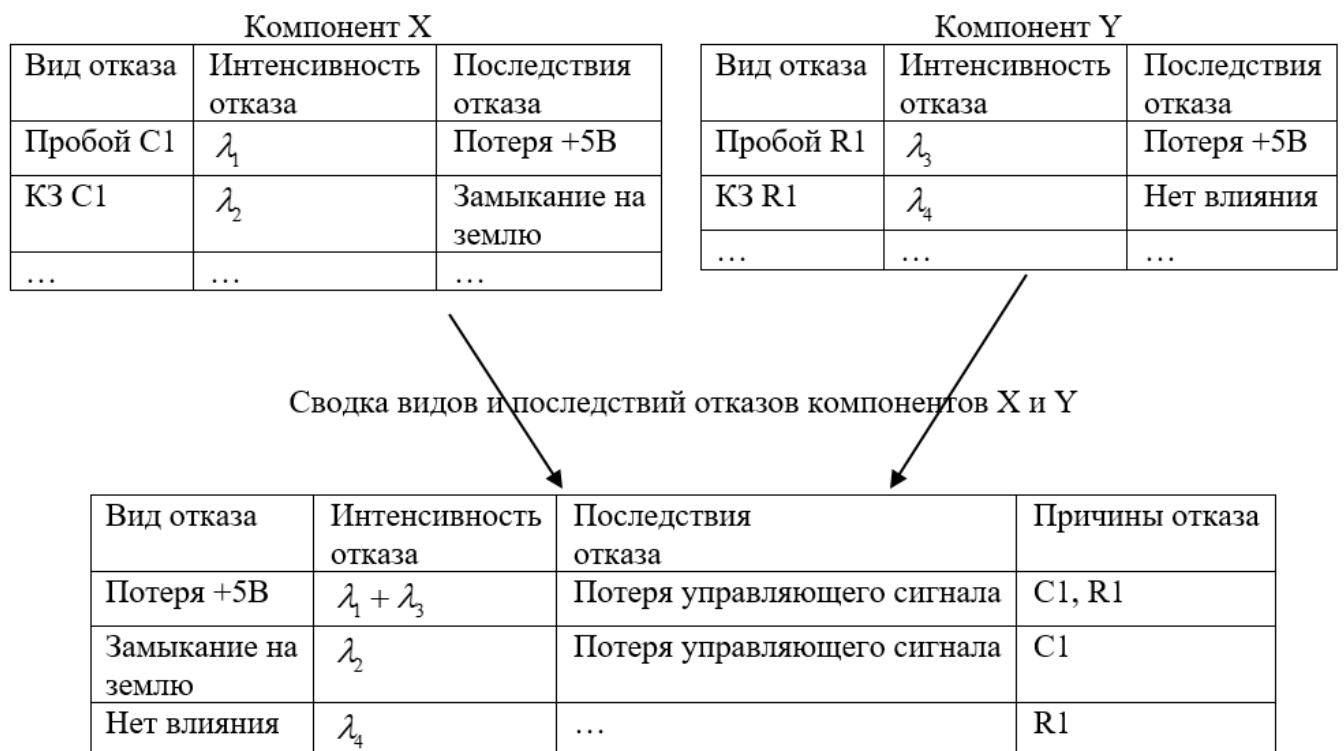 Компонент X
Вид отказа Интенсивность отказа Последствия отказа
Пробой C1 λ₁ Потеря +5В
КЗ C1 λ₂ Замыкание на землю
… … …
Компонент Y
Вид отказа Интенсивность отказа Последствия отказа
Пробой R1 λ₃ Потеря +5В
КЗ R1 λ₄ Нет влияния
… … …
Сводка видов и последствий отказов компонентов X и Y
Вид отказа Интенсивность отказа Последствия отказа Причины отказа
Потеря +5В λ₁ + λ₃ Потеря управляющего сигнала C1, R1
Замыкание на землю λ₂ Потеря управляющего сигнала C1
Нет влияния λ₄ … R1